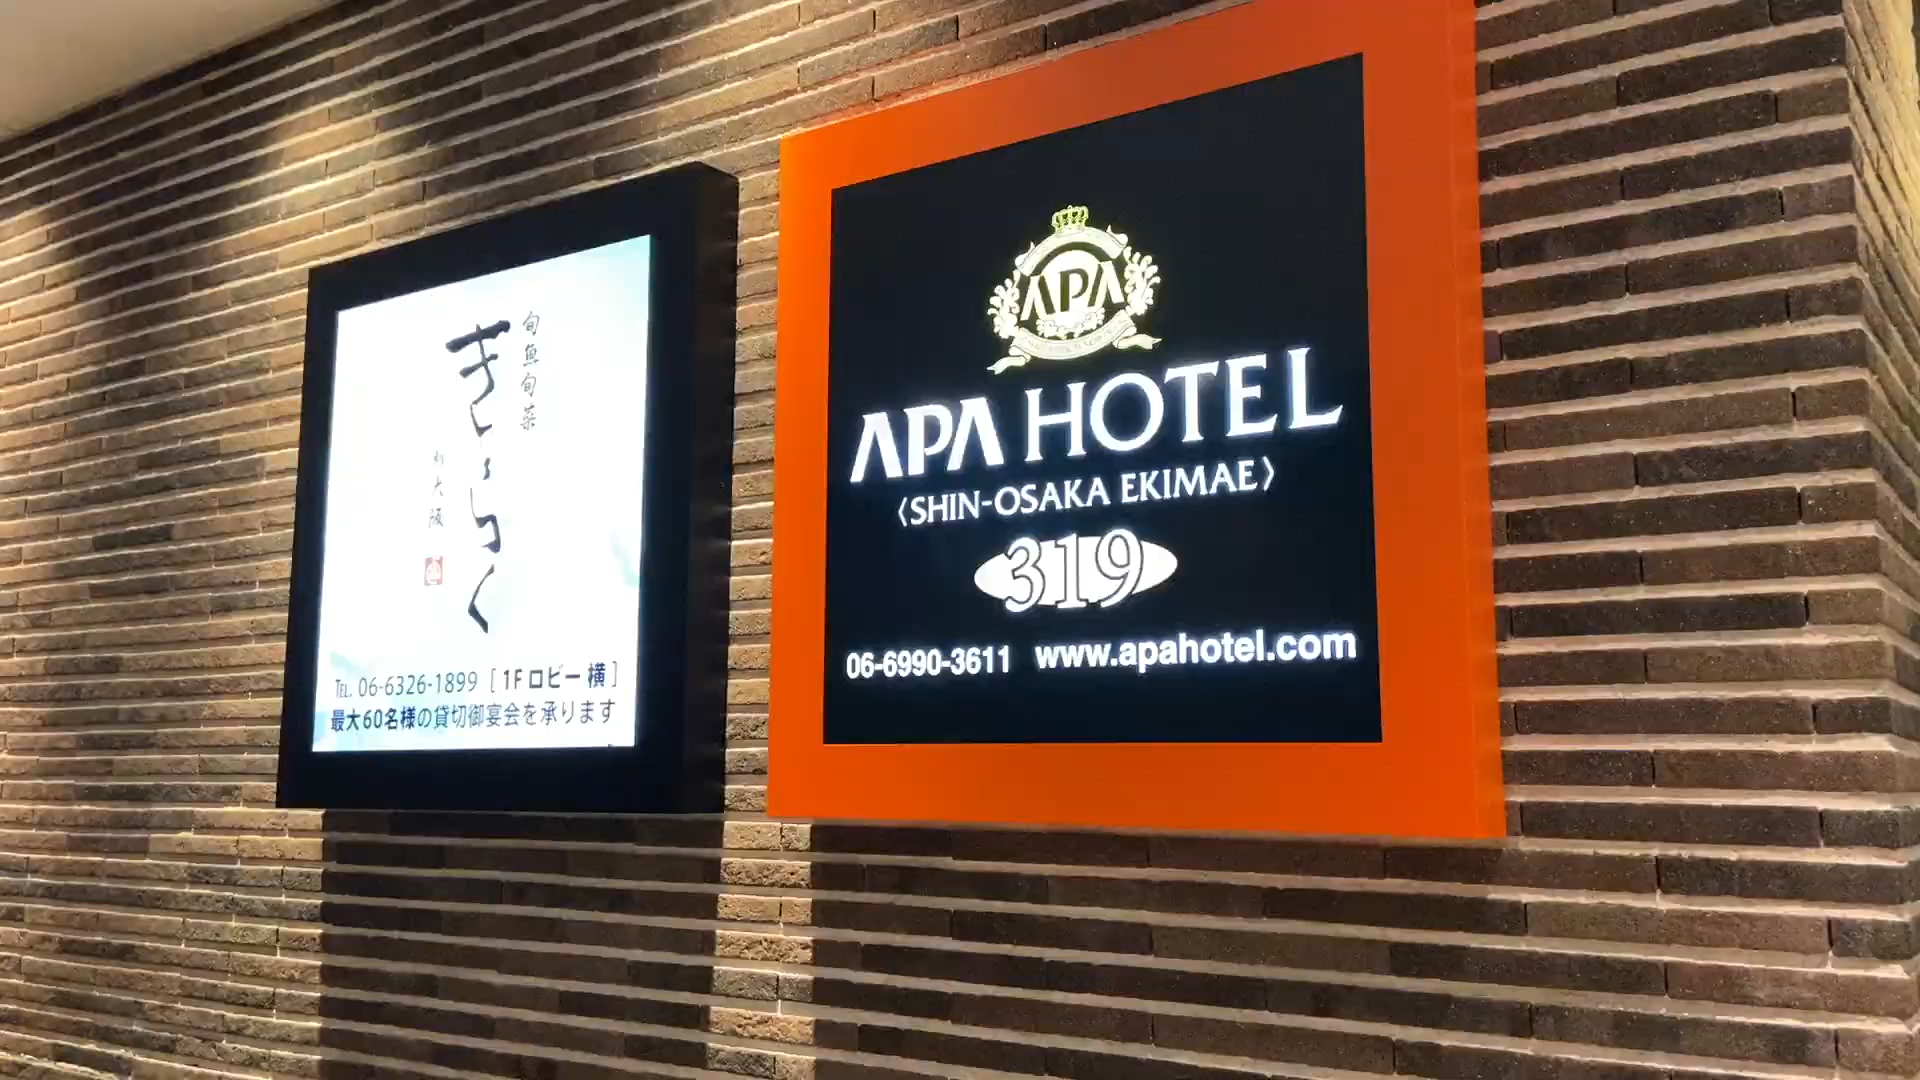 旬魚旬菜
きらく
新大阪
TEL. 06-6326-1899 [ 1Fロビー横 ]
最大60名様の貸切御宴会を承ります
APA
APA HOTEL
〈SHIN-OSAKA EKIMAE〉
319
06-6990-3611 www.apahotel.com